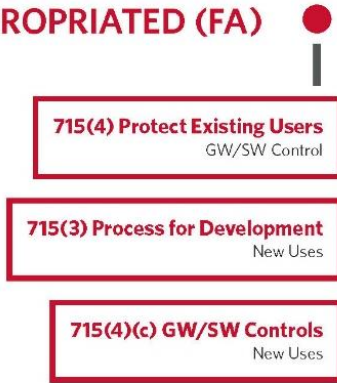 ROPRIATED (FA)
715(4) Protect Existing Users
GW/SW Control
715(3) Process for Development
New Uses
715(4)(c) GW/SW Controls
New Uses